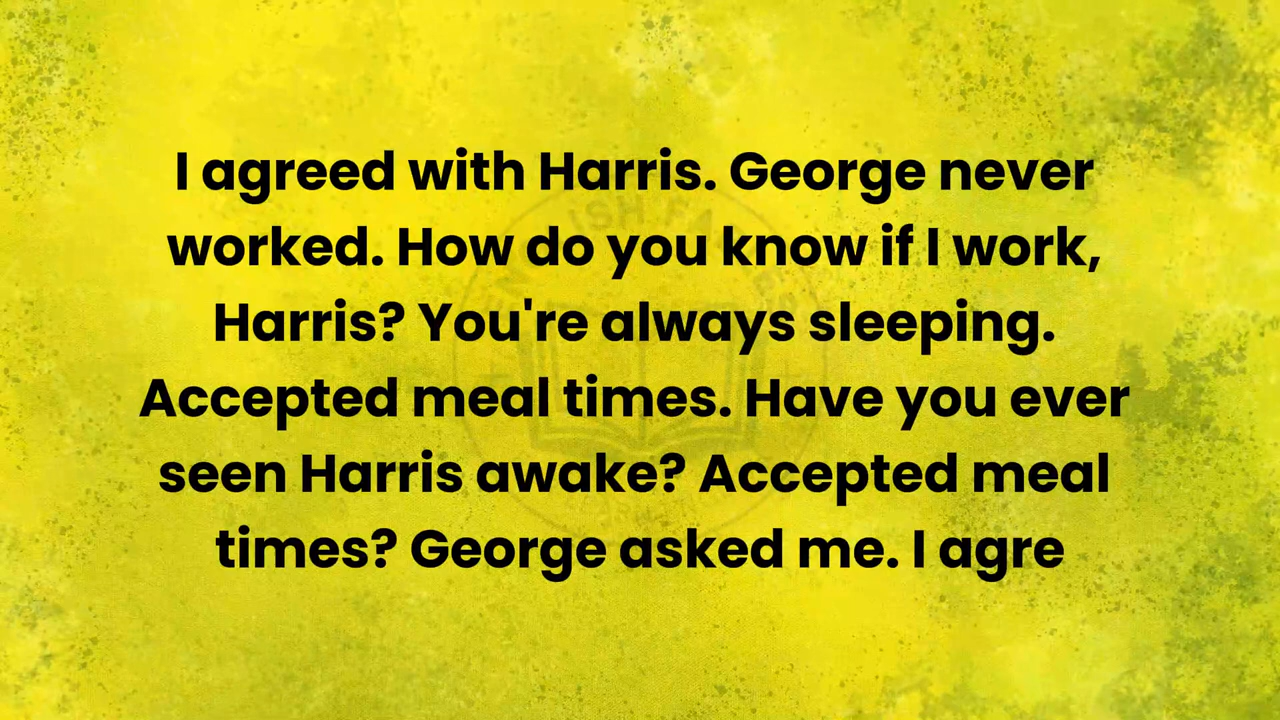 I agreed with Harris. George never
worked. How do you know if I work,
Harris? You're always sleeping.
Accepted meal times. Have you ever
seen Harris awake? Accepted meal
times? George asked me. I agre